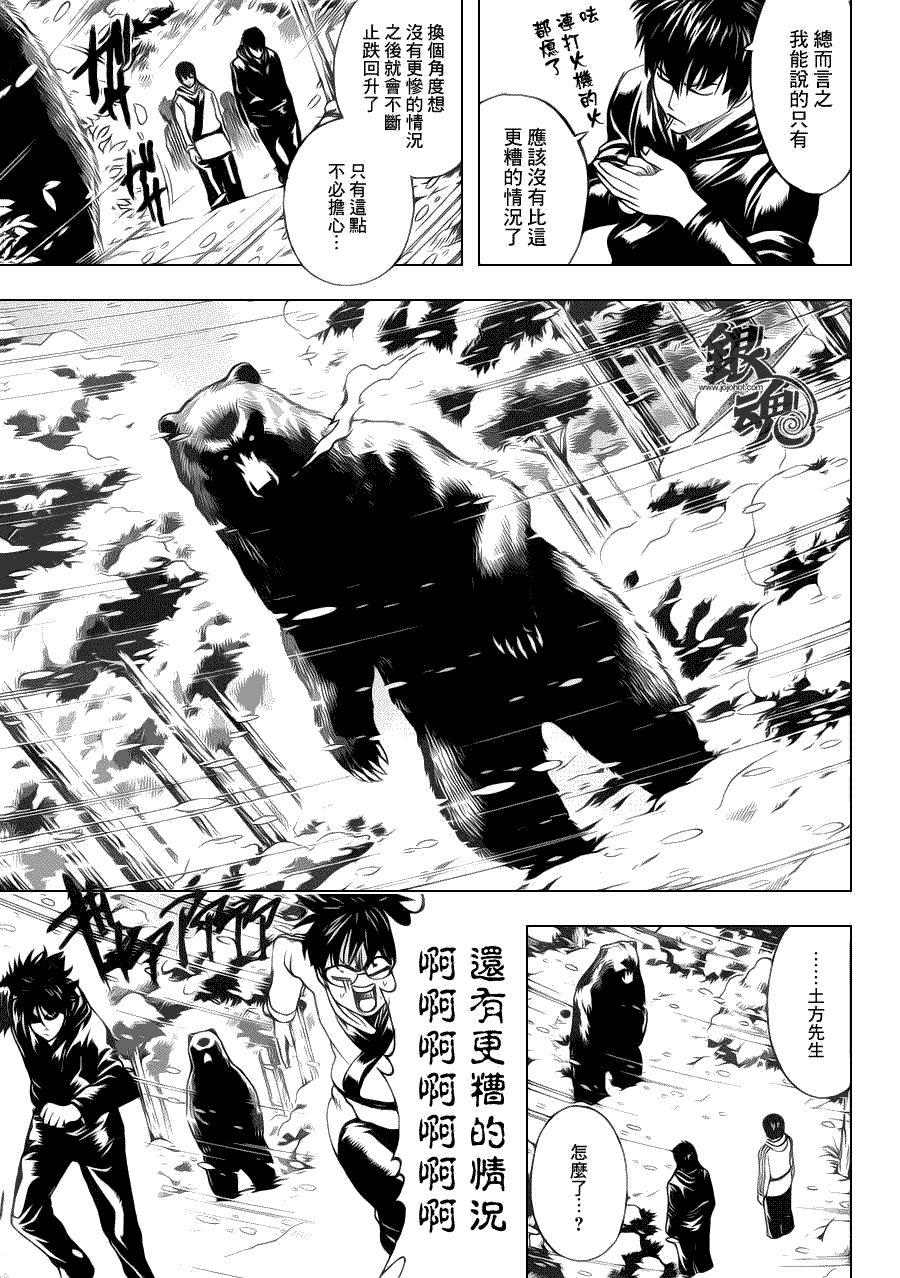 總而言之
我能說的只有
呿
連打火機的火
都熄了
應該沒有比這
更糟的情況了
換個角度想
沒有更慘的情況
之後就會不斷
止跌回升了
只有這點
不必擔心…
銀魂
www.jojohot.com
……土方先生
怎麼了…?
還有更糟的情況
啊啊啊啊啊啊啊